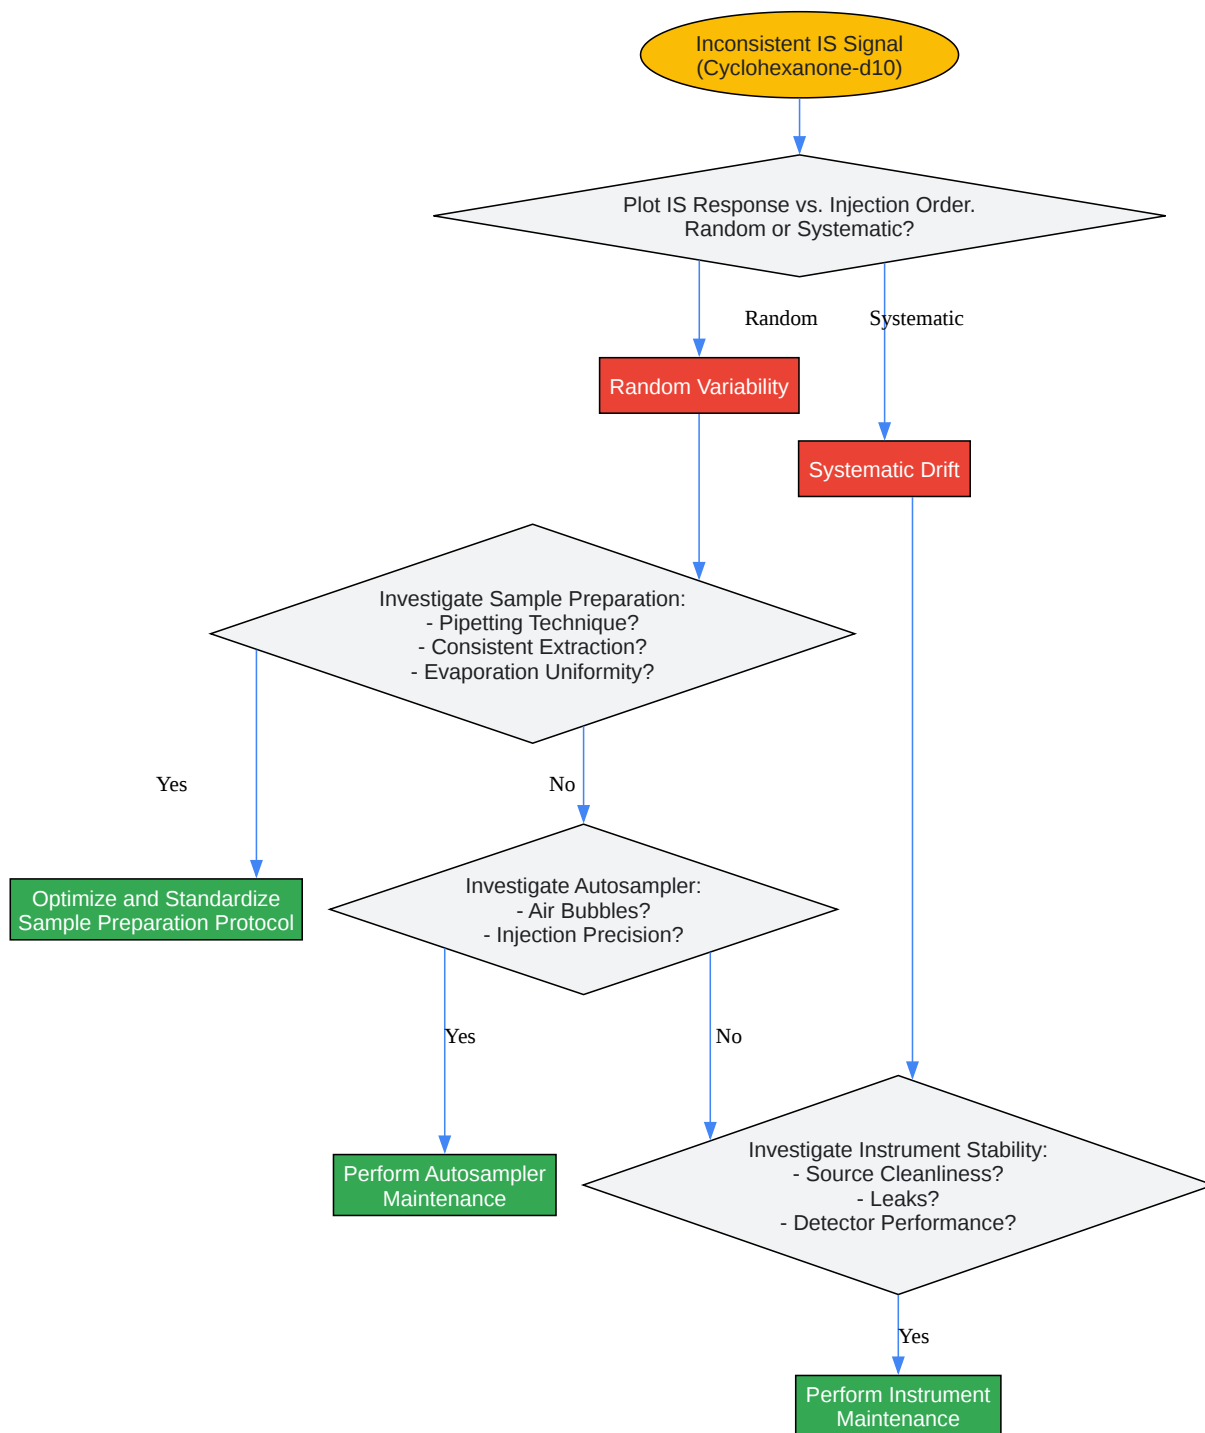 Inconsistent IS Signal
(Cyclohexanone-d10)
Plot IS Response vs. Injection Order.
Random or Systematic?
Random
Systematic
Random Variability
Systematic Drift
Investigate Sample Preparation:
- Pipetting Technique?
- Consistent Extraction?
- Evaporation Uniformity?
Yes
No
Optimize and Standardize
Sample Preparation Protocol
Investigate Autosampler:
- Air Bubbles?
- Injection Precision?
Yes
No
Perform Autosampler
Maintenance
Investigate Instrument Stability:
- Source Cleanliness?
- Leaks?
- Detector Performance?
Yes
Perform Instrument
Maintenance